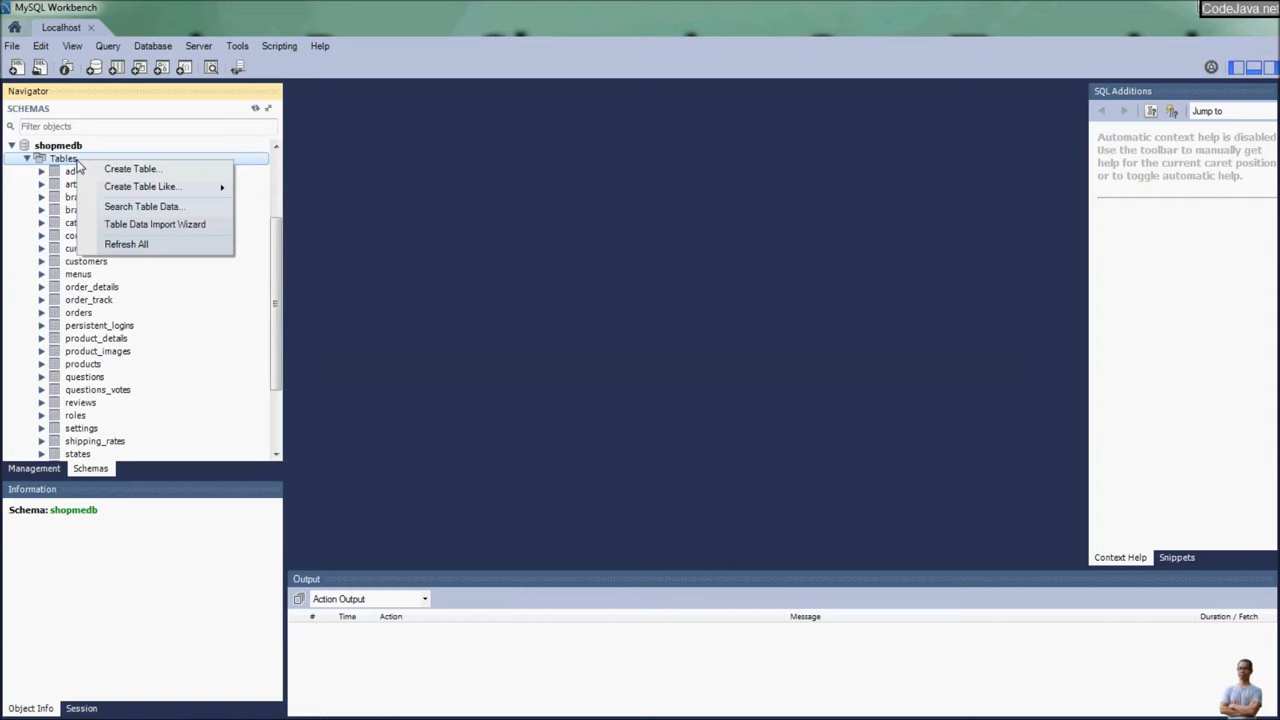 MySQL Workbench
CodeJava.net
Localhost
File Edit View Query Database Server Tools Scripting Help
Navigator
SCHEMAS
Filter objects
shopmedb
Tables
Create Table...
Create Table Like...
Search Table Data...
Table Data Import Wizard
Refresh All
customers
menus
order_details
order_track
orders
persistent_logins
product_details
product_images
products
questions
questions_votes
reviews
roles
settings
shipping_rates
states
Management Schemas
Information
Schema: shopmedb
Object Info Session
SQL Additions
Jump to
Automatic context help is disabled
Use the toolbar to manually get
help for the current caret position
or to toggle automatic help.
Context Help Snippets
Output
Action Output
# Time Action Message Duration / Fetch